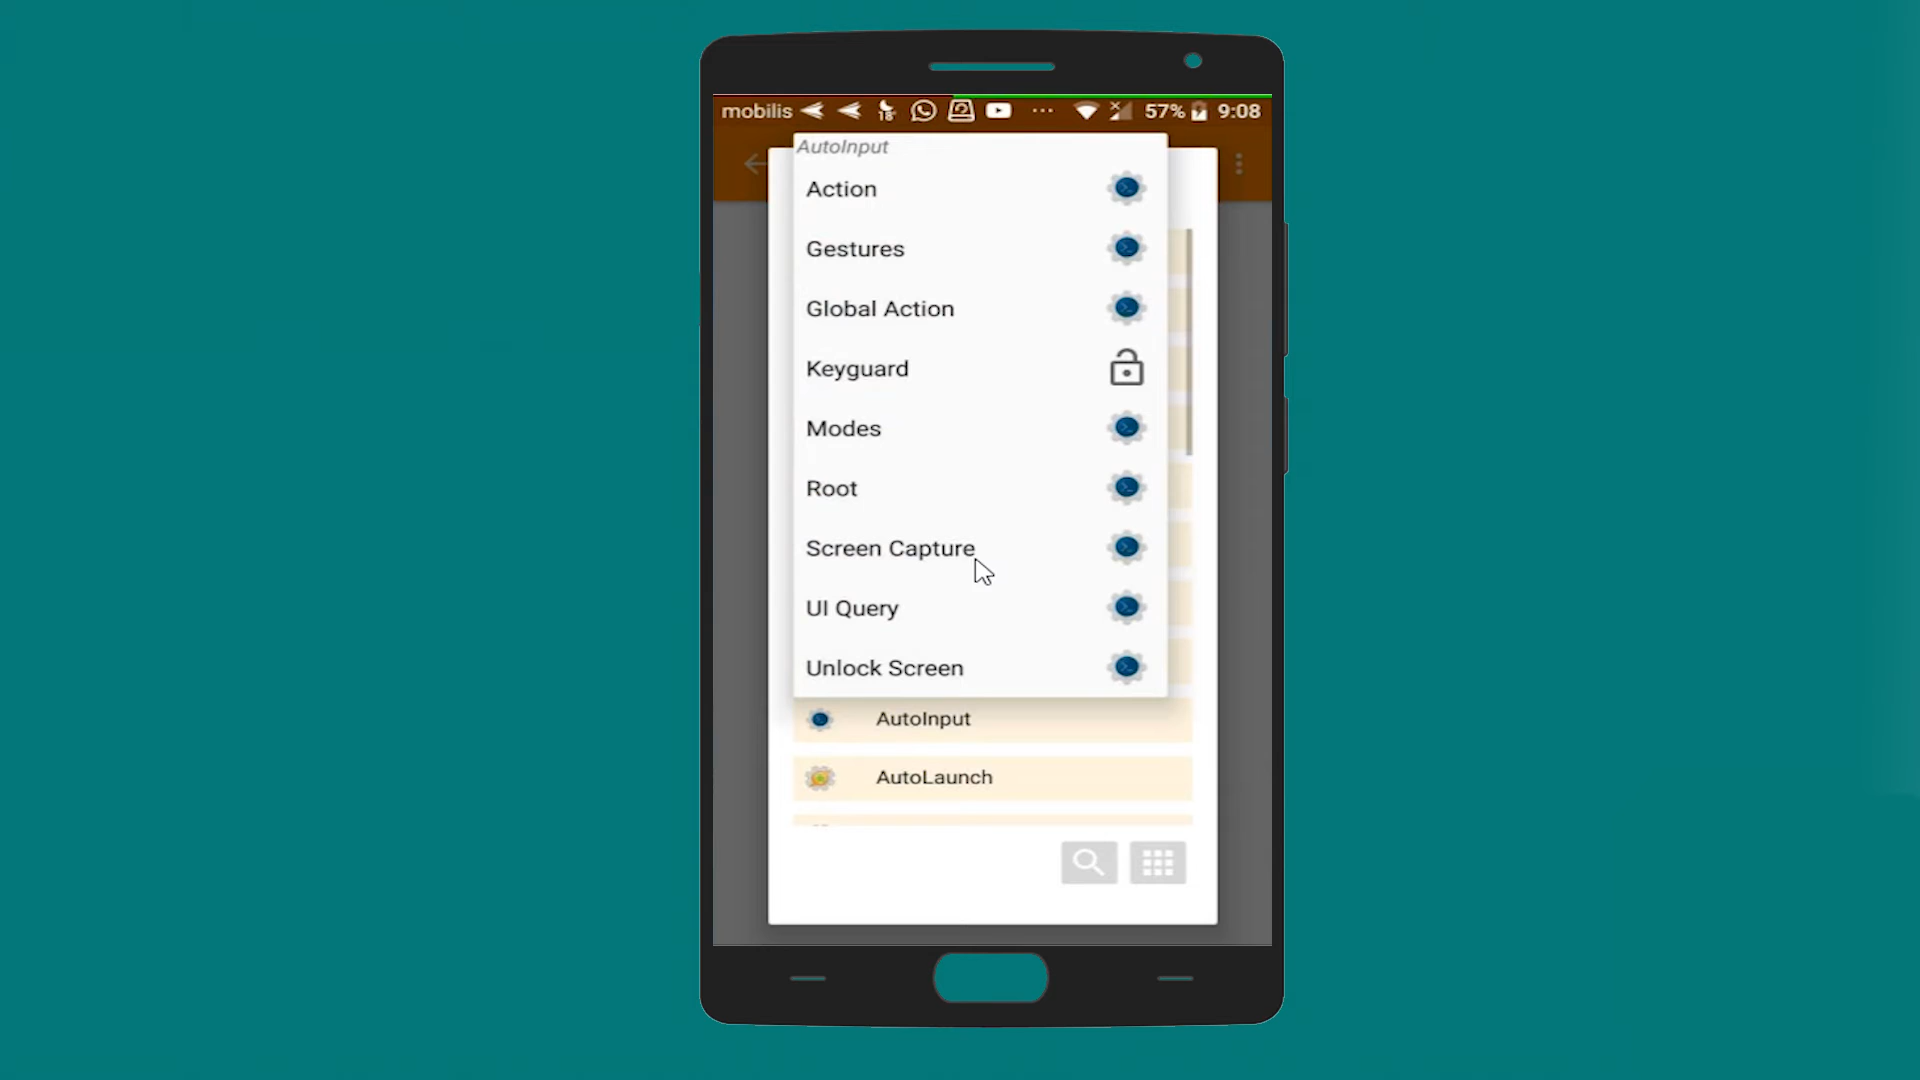 mobilis 18° 57% 9:08
AutoInput
Action
Gestures
Global Action
Keyguard
Modes
Root
Screen Capture
UI Query
Unlock Screen
AutoInput
AutoLaunch